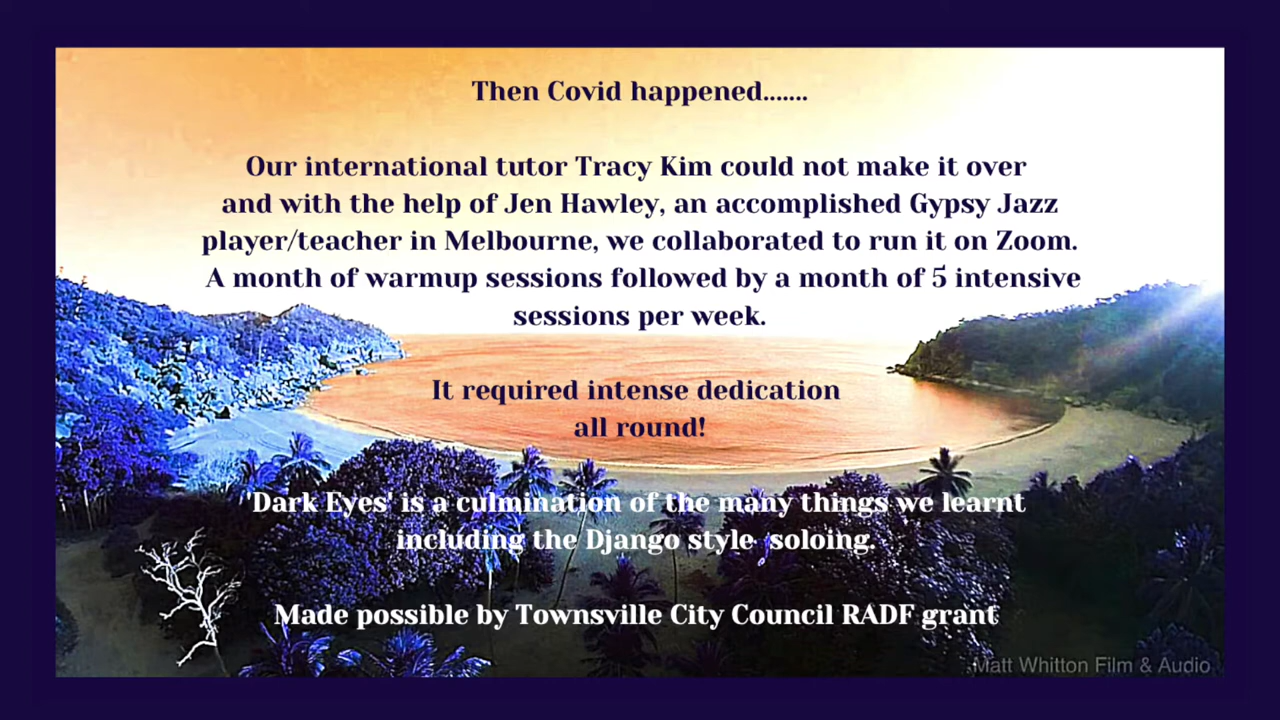 Then Covid happened.......
Our international tutor Tracy Kim could not make it over
and with the help of Jen Hawley, an accomplished Gypsy Jazz
player/teacher in Melbourne, we collaborated to run it on Zoom.
A month of warmup sessions followed by a month of 5 intensive
sessions per week.
It required intense dedication
all round!
'Dark Eyes' is a culmination of the many things we learnt
including the Django style soloing.
Made possible by Townsville City Council RADF grant
Matt Whitton Film & Audio